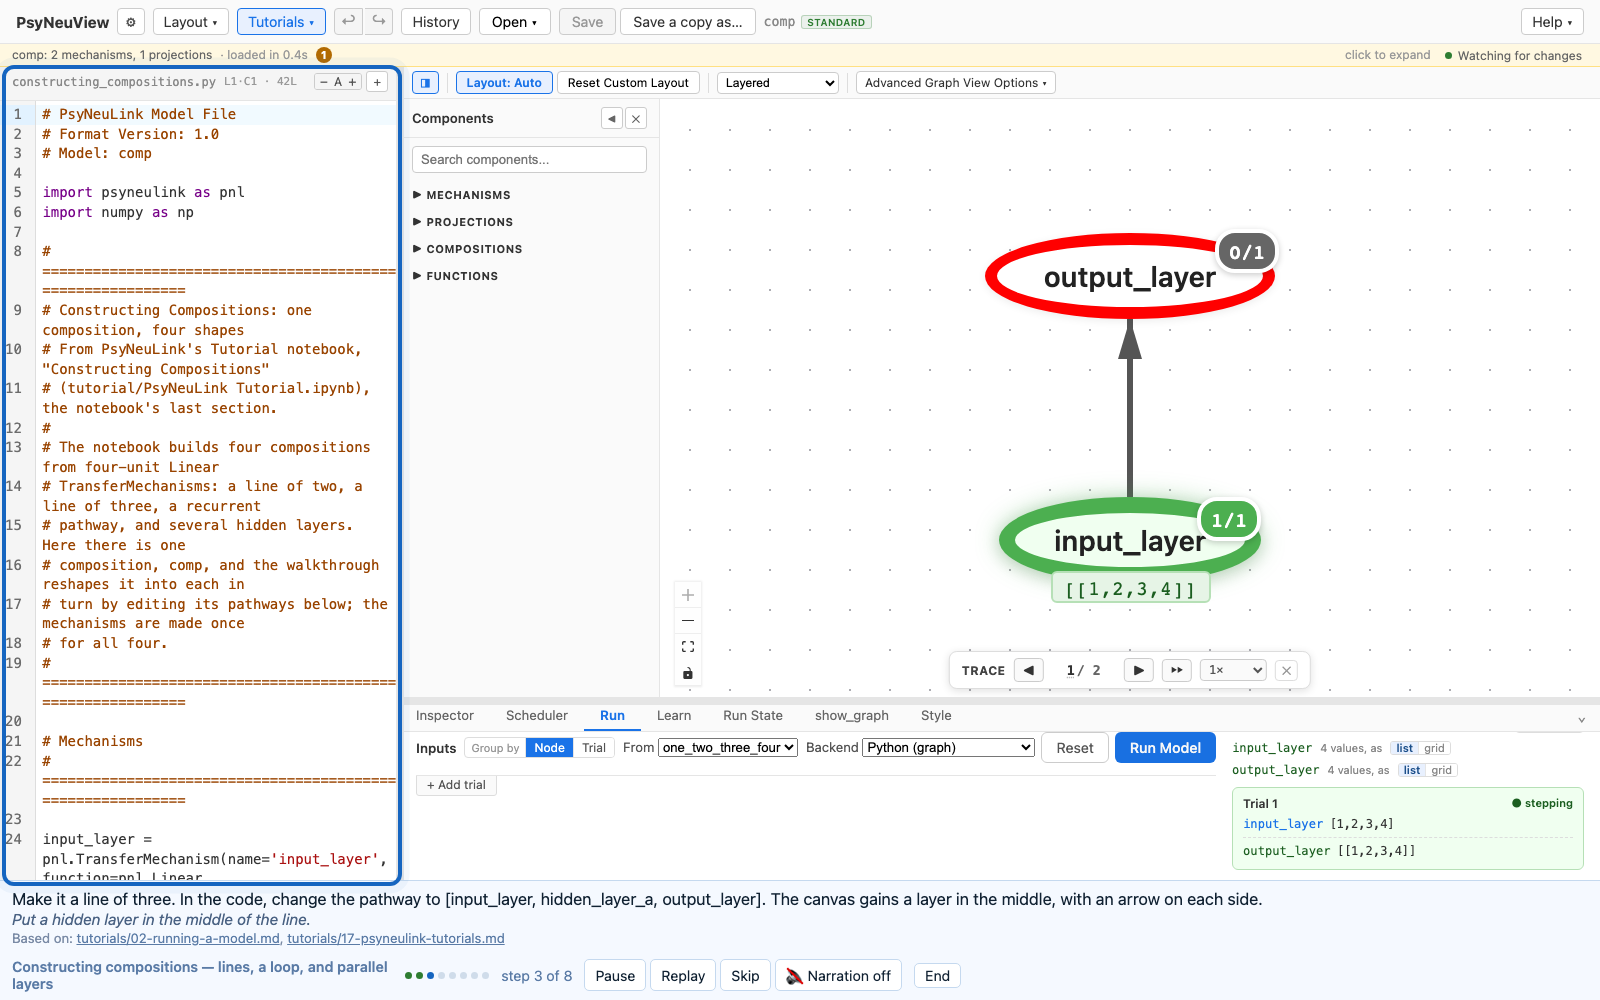 PsyNeuView ⚙ Layout ▾ Tutorials ▾ ↩ ↪ History Open ▾ Save Save a copy as... comp STANDARD Help ▾
comp: 2 mechanisms, 1 projections · loaded in 0.4s 1 click to expand ● Watching for changes
constructing_compositions.py L1·C1 · 42L − A + +
1 # PsyNeuLink Model File
2 # Format Version: 1.0
3 # Model: comp
4
5 import psyneulink as pnl
6 import numpy as np
7
8 #
=========================================
=================
9 # Constructing Compositions: one
composition, four shapes
10 # From PsyNeuLink's Tutorial notebook,
"Constructing Compositions"
11 # (tutorial/PsyNeuLink Tutorial.ipynb),
the notebook's last section.
12 #
13 # The notebook builds four compositions
from four-unit Linear
14 # TransferMechanisms: a line of two, a
line of three, a recurrent
15 # pathway, and several hidden layers.
Here there is one
16 # composition, comp, and the walkthrough
reshapes it into each in
17 # turn by editing its pathways below; the
mechanisms are made once
18 # for all four.
19 #
=========================================
=================
20
21 # Mechanisms
22 #
=========================================
=================
23
24 input_layer =
pnl.TransferMechanism(name='input_layer',
function=pnl.Linear
Layout: Auto Reset Custom Layout Layered Advanced Graph View Options ▾
Components ◀ ✕
Search components...
▶ MECHANISMS
▶ PROJECTIONS
▶ COMPOSITIONS
▶ FUNCTIONS
0/1
output_layer
1/1
input_layer
[[1,2,3,4]]
TRACE ◀ 1 / 2 ▶ ▸▸ 1× ✕
Inspector Scheduler Run Learn Run State show_graph Style
Inputs Group by Node Trial From one_two_three_four Backend Python (graph) Reset Run Model
+ Add trial
input_layer 4 values, as list grid
output_layer 4 values, as list grid
Trial 1 ● stepping
input_layer [1,2,3,4]
output_layer [[1,2,3,4]]
Make it a line of three. In the code, change the pathway to [input_layer, hidden_layer_a, output_layer]. The canvas gains a layer in the middle, with an arrow on each side.
Put a hidden layer in the middle of the line.
Based on: tutorials/02-running-a-model.md, tutorials/17-psyneulink-tutorials.md
Constructing compositions — lines, a loop, and parallel
layers
step 3 of 8 Pause Replay Skip Narration off End